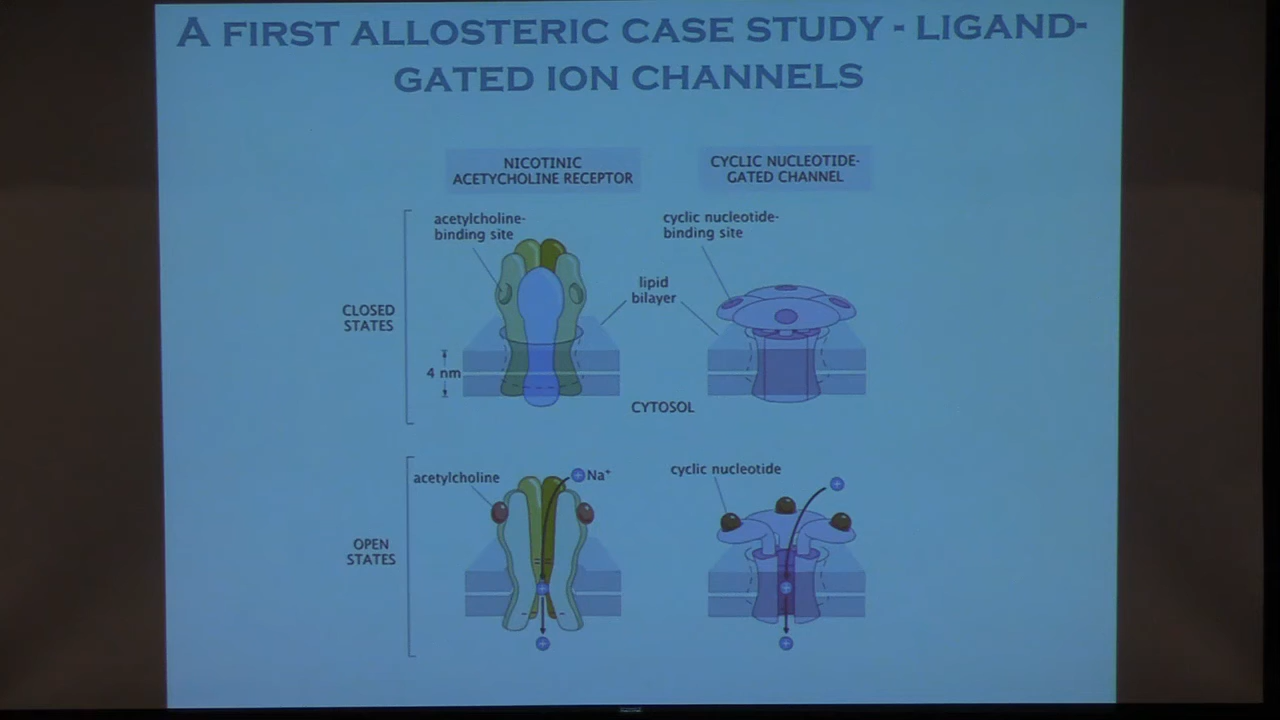 A FIRST ALLOSTERIC CASE STUDY - LIGAND-
GATED ION CHANNELS
NICOTINIC
ACETYCHOLINE RECEPTOR
CYCLIC NUCLEOTIDE-
GATED CHANNEL
acetylcholine-
binding site
cyclic nucleotide-
binding site
lipid
bilayer
CLOSED
STATES
4 nm
CYTOSOL
acetylcholine
Na⁺
cyclic nucleotide
OPEN
STATES